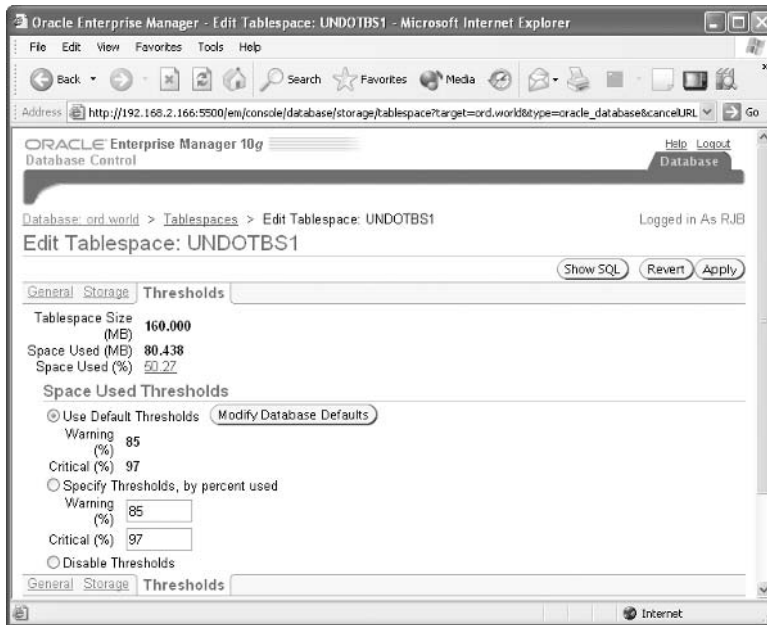 Oracle Enterprise Manager - Edit Tablespace: UNDOTBS1 - Microsoft Internet Explorer
File Edit View Favorites Tools Help
Back Search Favorites Media
Address http://192.168.2.166:5500/em/console/database/storage/tablespace?target=ord.world&type=oracle_database&cancelURL Go
ORACLE Enterprise Manager 10g Help Logout
Database Control Database
Database: ord.world > Tablespaces > Edit Tablespace: UNDOTBS1 Logged in As RJB
Edit Tablespace: UNDOTBS1
Show SQL Revert Apply
General Storage Thresholds
Tablespace Size
(MB) 160.000
Space Used (MB) 80.438
Space Used (%) 50.27
Space Used Thresholds
Use Default Thresholds Modify Database Defaults
Warning
(%) 85
Critical (%) 97
Specify Thresholds, by percent used
Warning
(%) 85
Critical (%) 97
Disable Thresholds
General Storage Thresholds
Internet